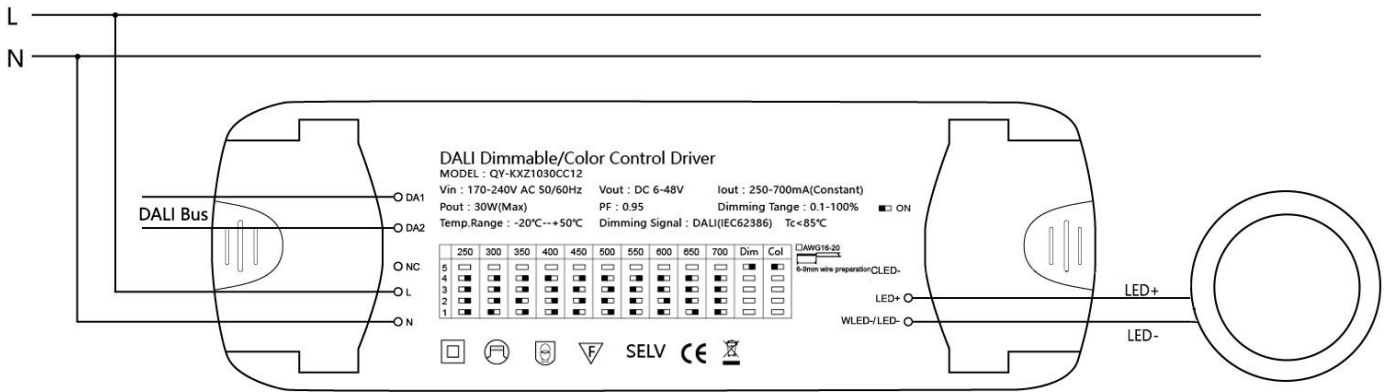 L
N
DALI Dimmable/Color Control Driver
MODEL : QY-KXZ1030CC12
Vin : 170-240V AC 50/60Hz Vout : DC 6-48V Iout : 250-700mA(Constant)
Pout : 30W(Max) PF : 0.95 Dimming Tange : 0.1-100% ON
Temp.Range : -20℃--+50℃ Dimming Signal : DALI(IEC62386) Tc<85℃
DA1
DALI Bus
DA2
NC
L
N
250 300 350 400 450 500 550 600 650 700 Dim Col
5
4
3
2
1
AWG16-20
6-9mm wire preparation
CLED-
LED+
WLED-/LED-
LED+
LED-
F
SELV
CE